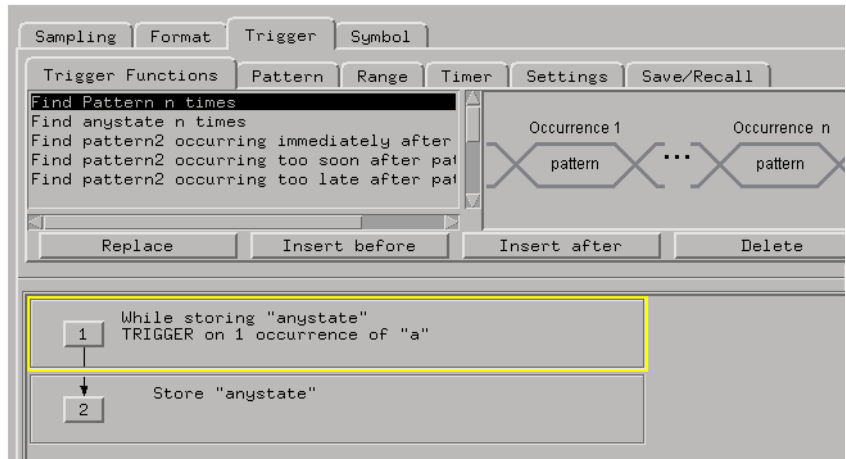 Sampling Format Trigger Symbol
Trigger Functions Pattern Range Timer Settings Save/Recall
Find Pattern n times
Find anystate n times
Find pattern2 occurring immediately after
Find pattern2 occurring too soon after pat
Find pattern2 occurring too late after pat
Occurrence 1 Occurrence n
pattern ... pattern
Replace Insert before Insert after Delete
While storing "anystate"
1 TRIGGER on 1 occurrence of "a"
Store "anystate"
2